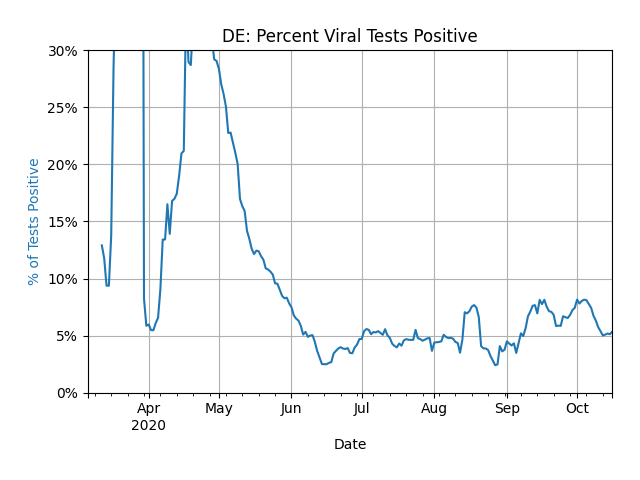 DE: Percent Viral Tests Positive
30%
25%
20%
15%
10%
5%
0%
% of Tests Positive
Apr May Jun Jul Aug Sep Oct
2020
Date